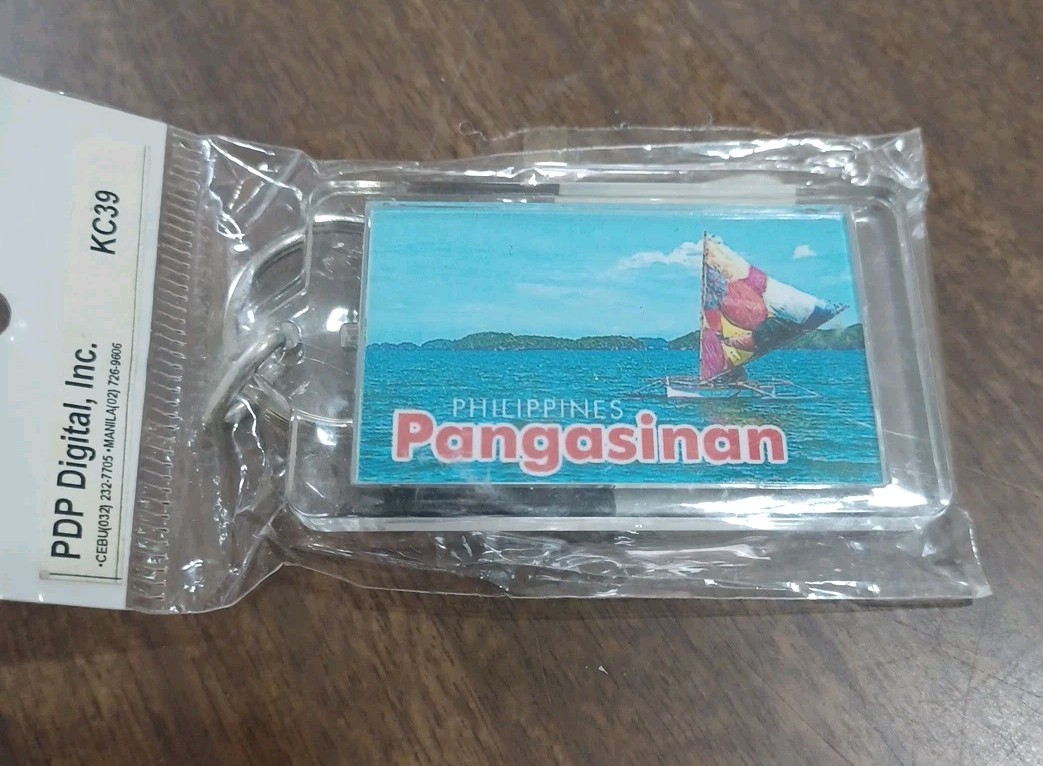 KC39
PDP Digital, Inc.
•CEBU(032) 232-7705 •MANILA(02) 726-9606
PHILIPPINES
Pangasinan